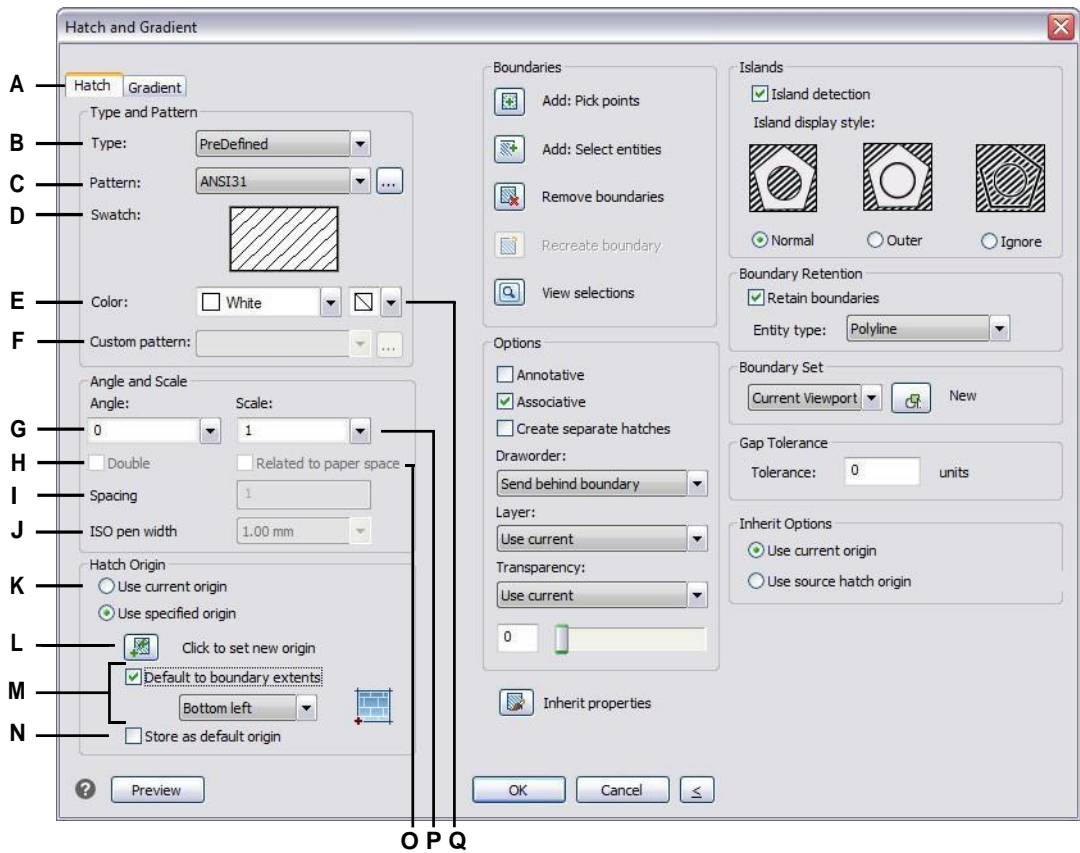 Hatch and Gradient
A
Hatch
Gradient
Type and Pattern
B
Type:
PreDefined
C
Pattern:
ANSI31
...
D
Swatch:
E
Color:
White
Q
F
Custom pattern:
...
Angle and Scale
Angle:
Scale:
G
0
1
H
Double
Related to paper space
I
Spacing
1
J
ISO pen width
1.00 mm
Hatch Origin
K
Use current origin
Use specified origin
L
Click to set new origin
M
Default to boundary extents
Bottom left
N
Store as default origin
?
Preview
O P
Boundaries
Add: Pick points
Add: Select entities
Remove boundaries
Recreate boundary
View selections
Options
Annotative
Associative
Create separate hatches
Draworder:
Send behind boundary
Layer:
Use current
Transparency:
Use current
0
Inherit properties
OK
Cancel
<
Islands
Island detection
Island display style:
Normal
Outer
Ignore
Boundary Retention
Retain boundaries
Entity type:
Polyline
Boundary Set
Current Viewport
New
Gap Tolerance
Tolerance:
0
units
Inherit Options
Use current origin
Use source hatch origin